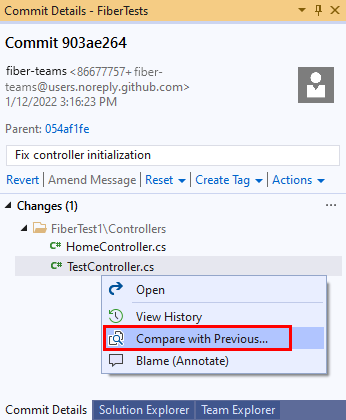 Commit Details - FiberTests
Commit 903ae264
fiber-teams <86677757+fiber-
teams@users.noreply.github.com>
1/12/2022 3:16:23 PM
Parent: 054af1fe
Fix controller initialization
Revert | Amend Message | Reset | Create Tag | Actions
Changes (1) ...
FiberTest1\Controllers
C# HomeController.cs
C# TestController.cs
Open
View History
Compare with Previous...
Blame (Annotate)
Commit Details Solution Explorer Team Explorer